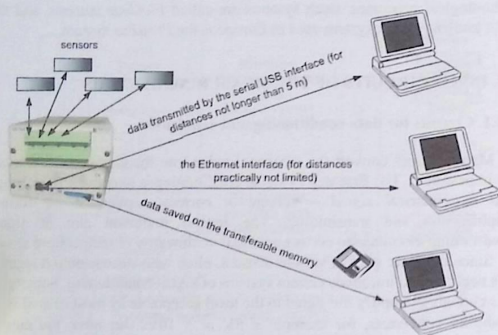 sensors
data transmitted by the serial USB interface (for
distances not longer than 5 m)
the Ethernet interface (for distances
practically not limited)
data saved on the transferable memory